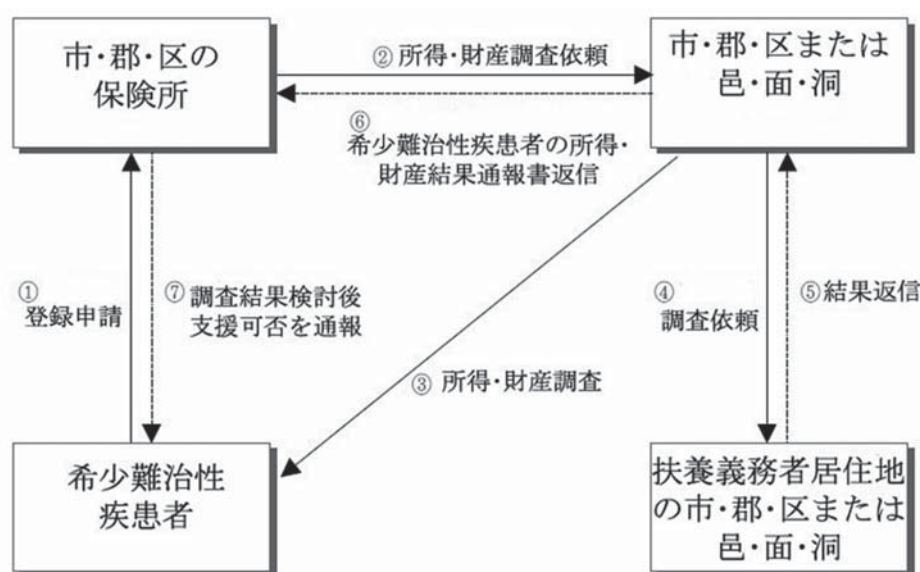 市・郡・区の
保険所
②所得・財産調査依頼
市・郡・区または
邑・面・洞
⑥
希少難治性疾患者の所得・
財産結果通報書返信
①
登録申請
⑦調査結果検討後
支援可否を通報
④
調査依頼
⑤結果返信
③ 所得・財産調査
希少難治性
疾患者
扶養義務者居住地
の市・郡・区または
邑・面・洞